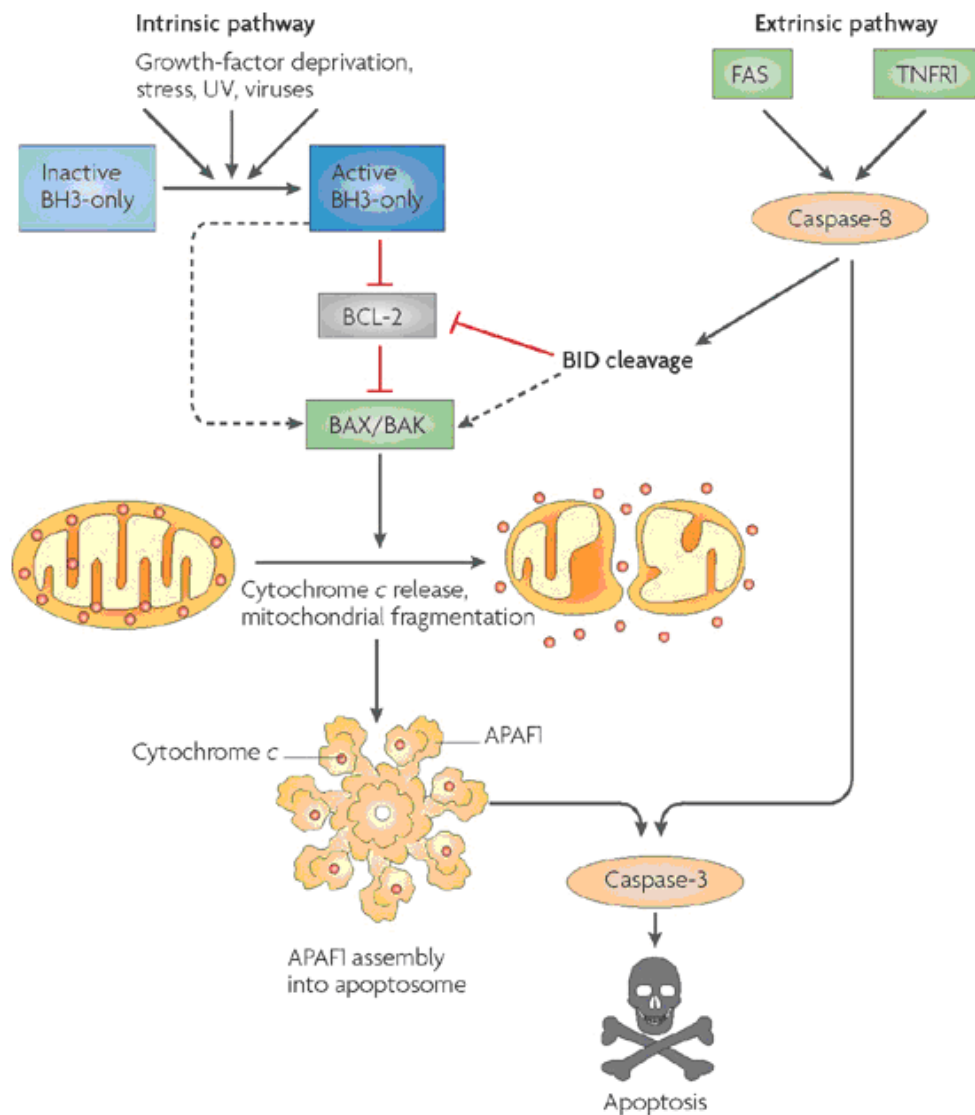 Intrinsic pathway
Growth-factor deprivation,
stress, UV, viruses
Extrinsic pathway
FAS
TNFR1
Inactive
BH3-only
Active
BH3-only
Caspase-8
BCL-2
BID cleavage
BAX/BAK
Cytochrome c release,
mitochondrial fragmentation
Cytochrome c
APAF1
Caspase-3
APAF1 assembly
into apoptosome
Apoptosis